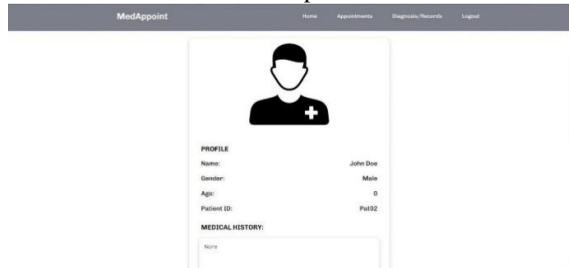 MedAppoint Home Appointments Diagnosis/Records Logout
PROFILE
Name: John Doe
Gender: Male
Age: 0
Patient ID: Pat02
MEDICAL HISTORY:
None